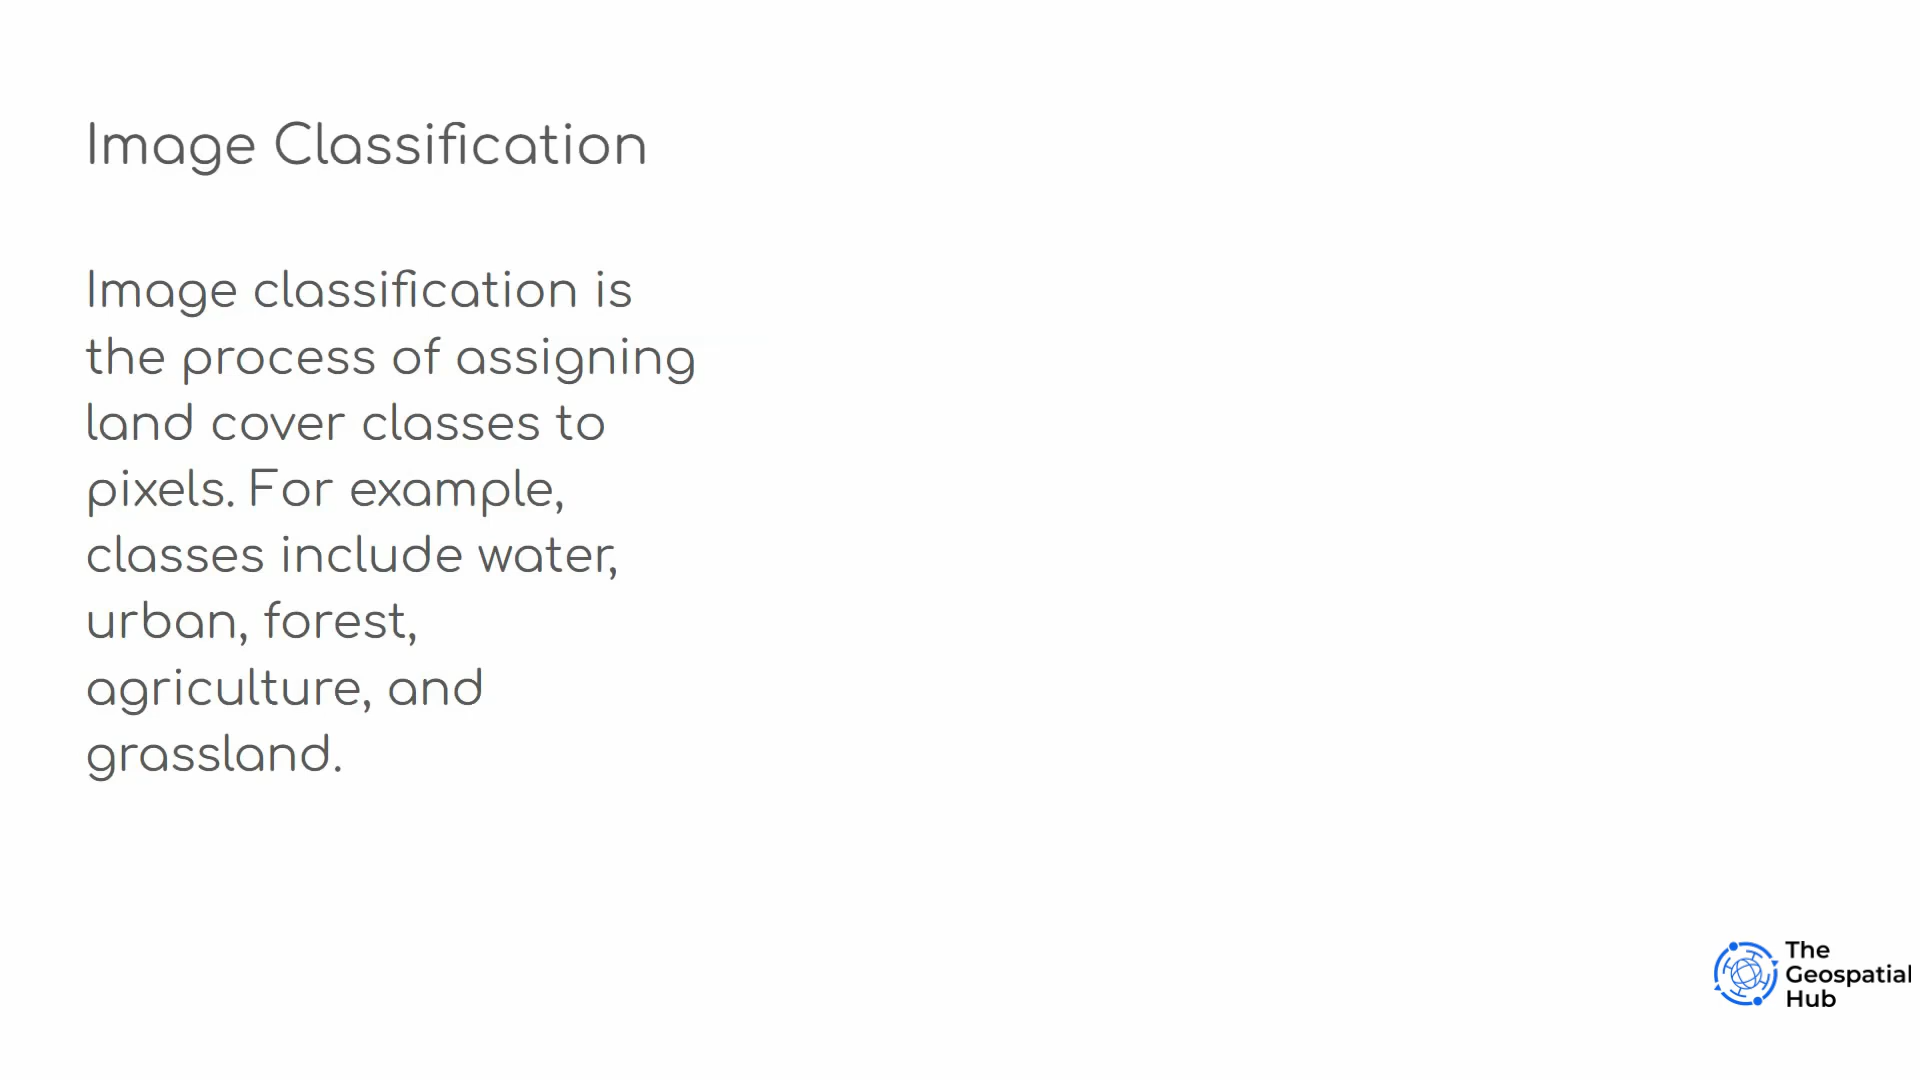 Image Classification
Image classification is
the process of assigning
land cover classes to
pixels. For example,
classes include water,
urban, forest,
agriculture, and
grassland.
The
Geospatial
Hub